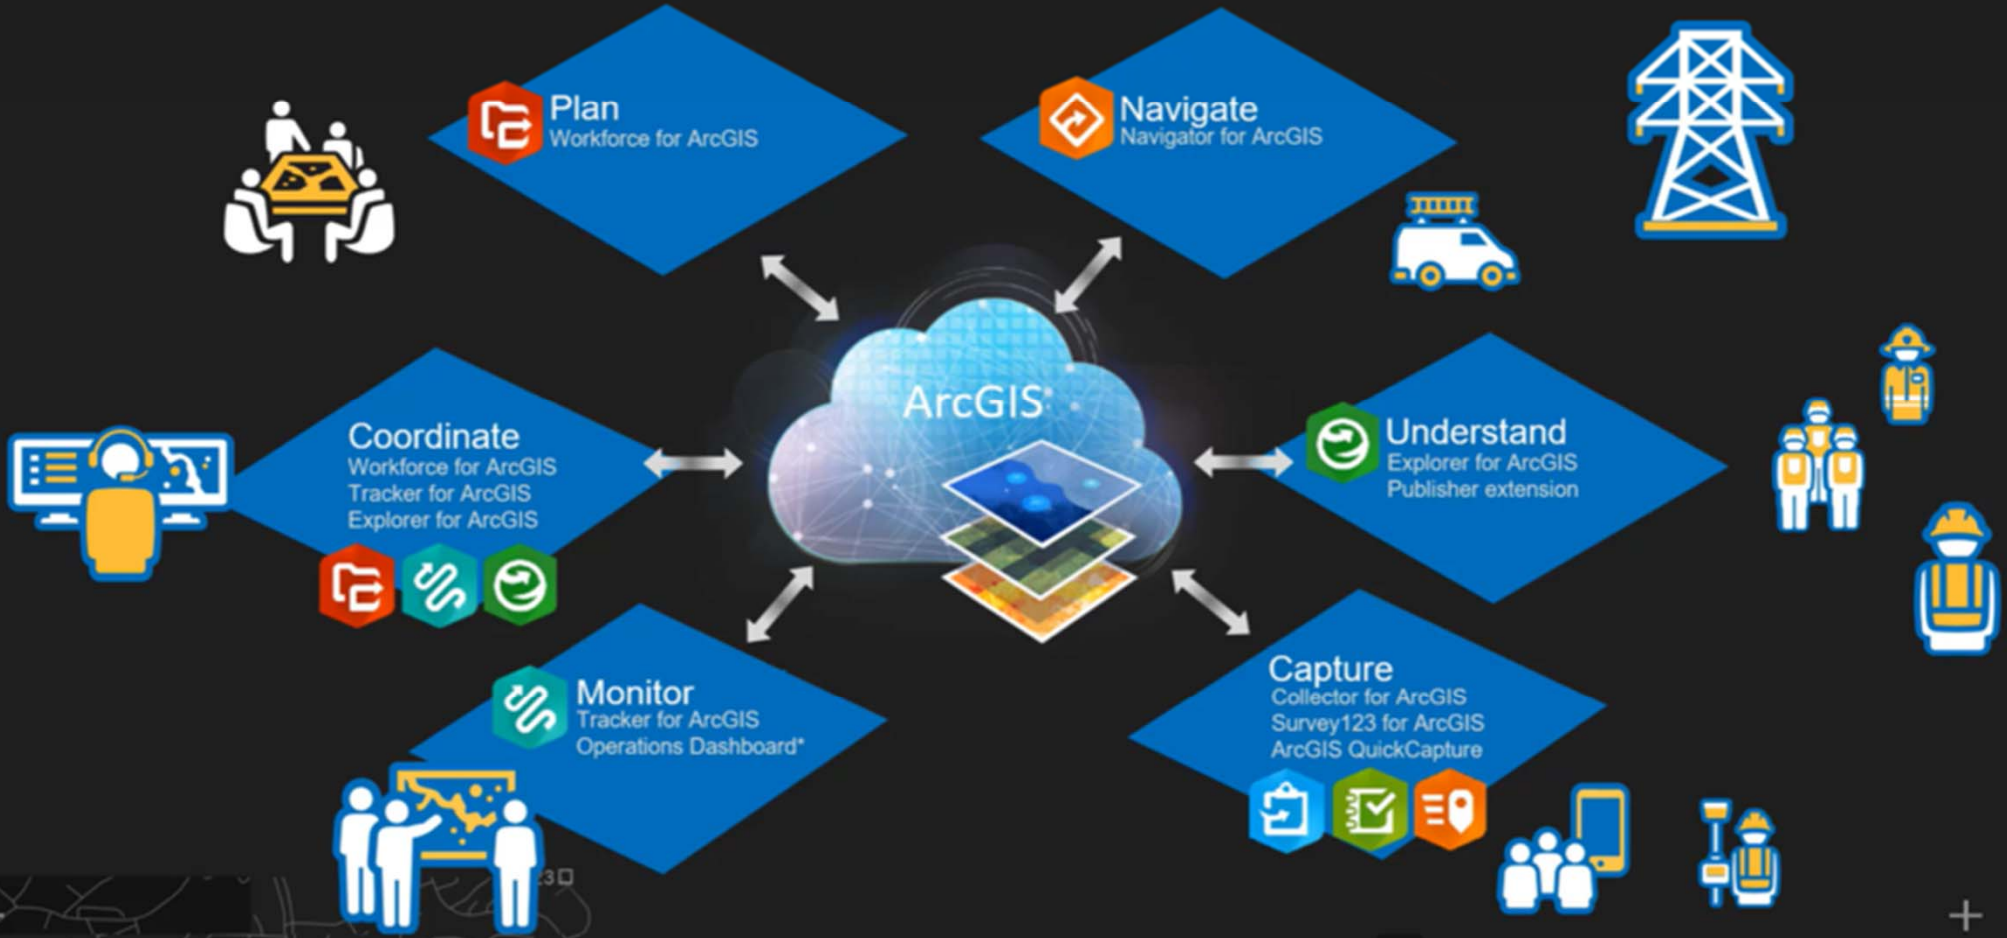 Plan
Workforce for ArcGIS
Navigate
Navigator for ArcGIS
ArcGIS®
Coordinate
Workforce for ArcGIS
Tracker for ArcGIS
Explorer for ArcGIS
Understand
Explorer for ArcGIS
Publisher extension
Monitor
Tracker for ArcGIS
Operations Dashboard*
Capture
Collector for ArcGIS
Survey123 for ArcGIS
ArcGIS QuickCapture